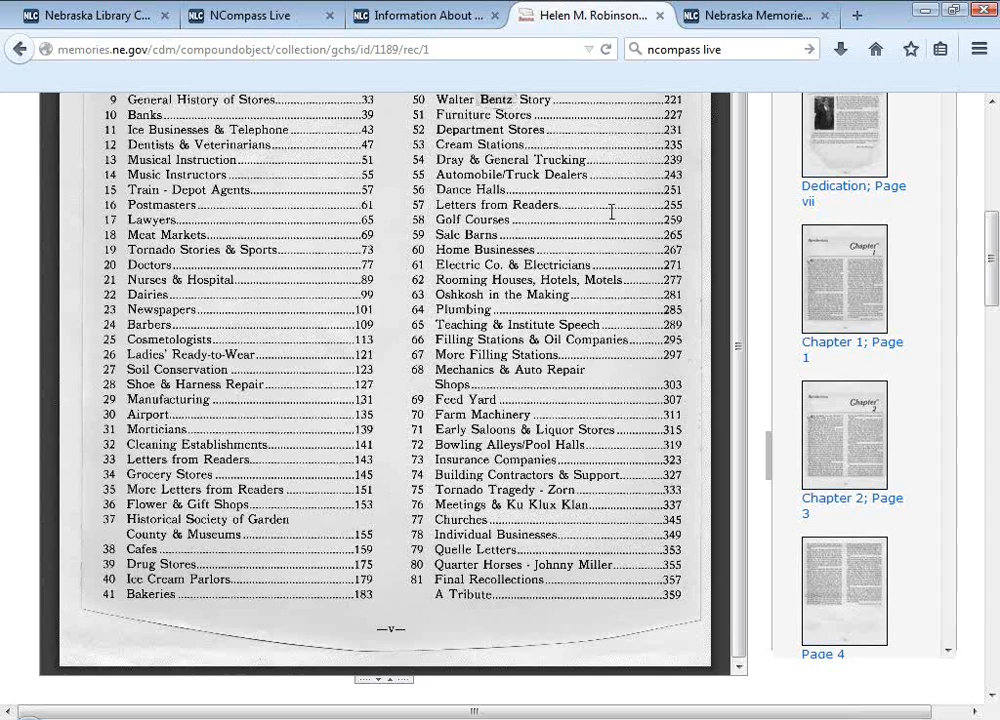 Nebraska Library C... × NCompass Live × Information About ... × Helen M. Robinson... × Nebraska Memorie... × +
memories.ne.gov/cdm/compoundobject/collection/gchs/id/1189/rec/1
ncompass live
9 General History of Stores 33
10 Banks 39
11 Ice Businesses & Telephone 43
12 Dentists & Veterinarians 47
13 Musical Instruction 51
14 Music Instructors 55
15 Train - Depot Agents 57
16 Postmasters 61
17 Lawyers 65
18 Meat Markets 69
19 Tornado Stories & Sports 73
20 Doctors 77
21 Nurses & Hospital 89
22 Dairies 99
23 Newspapers 101
24 Barbers 109
25 Cosmetologists 113
26 Ladies' Ready-to-Wear 121
27 Soil Conservation 123
28 Shoe & Harness Repair 127
29 Manufacturing 131
30 Airport 135
31 Morticians 139
32 Cleaning Establishments 141
33 Letters from Readers 143
34 Grocery Stores 145
35 More Letters from Readers 151
36 Flower & Gift Shops 153
37 Historical Society of Garden
County & Museums 155
38 Cafes 159
39 Drug Stores 175
40 Ice Cream Parlors 179
41 Bakeries 183
50 Walter Bentz Story 221
51 Furniture Stores 227
52 Department Stores 231
53 Cream Stations 235
54 Dray & General Trucking 239
55 Automobile/Truck Dealers 243
56 Dance Halls 251
57 Letters from Readers 255
58 Golf Courses 259
59 Sale Barns 265
60 Home Businesses 267
61 Electric Co. & Electricians 271
62 Rooming Houses, Hotels, Motels 277
63 Oshkosh in the Making 281
64 Plumbing 285
65 Teaching & Institute Speech 289
66 Filling Stations & Oil Companies 295
67 More Filling Stations 297
68 Mechanics & Auto Repair
Shops 303
69 Feed Yard 307
70 Farm Machinery 311
71 Early Saloons & Liquor Stores 315
72 Bowling Alleys/Pool Halls 319
73 Insurance Companies 323
74 Building Contractors & Support 327
75 Tornado Tragedy - Zorn 333
76 Meetings & Ku Klux Klan 337
77 Churches 345
78 Individual Businesses 349
79 Quelle Letters 353
80 Quarter Horses - Johnny Miller 355
81 Final Recollections 357
A Tribute 359
—v—
Dedication; Page
vii
Chapter
1
Chapter 1; Page
1
Chapter
2
Chapter 2; Page
3
Page 4